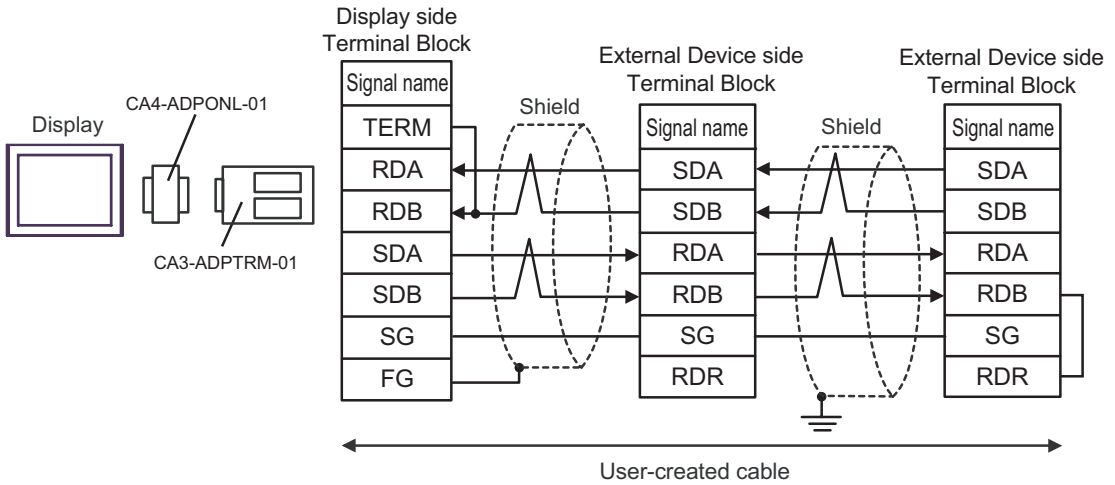 Display side
Terminal Block
External Device side
Terminal Block
External Device side
Terminal Block
CA4-ADPONL-01
Display
CA3-ADPTRM-01
Signal name
TERM
RDA
RDB
SDA
SDB
SG
FG
Shield
Signal name
SDA
SDB
RDA
RDB
SG
RDR
Shield
Signal name
SDA
SDB
RDA
RDB
SG
RDR
User-created cable